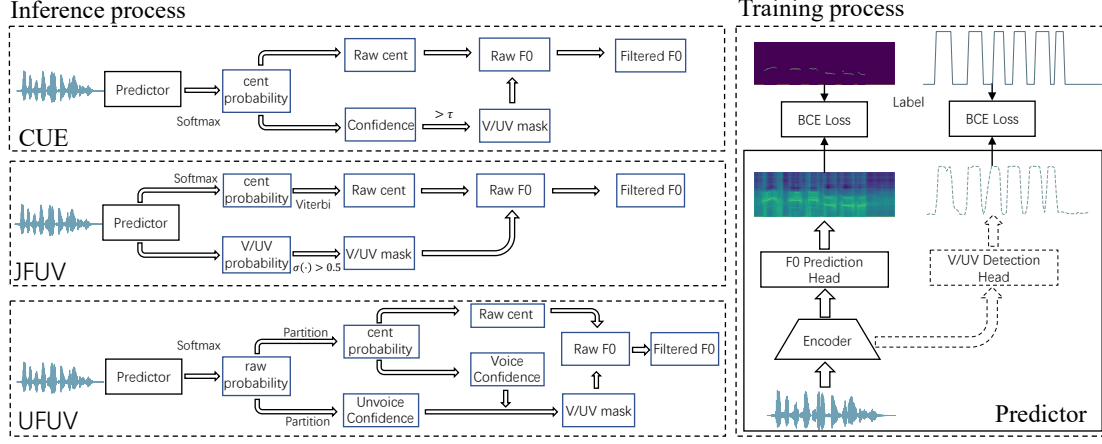 Inference process
Training process
Predictor
Softmax
cent
probability
Raw cent
Raw F0
Filtered F0
Confidence
> τ
V/UV mask
CUE
Predictor
Softmax
cent
probability
Viterbi
Raw cent
Raw F0
Filtered F0
V/UV
probability
σ(·) > 0.5
V/UV mask
JFUV
Predictor
Softmax
raw
probability
Partition
Partition
cent
probability
Raw cent
Voice
Confidence
Unvoice
Confidence
V/UV mask
Raw F0
Filtered F0
UFUV
Label
BCE Loss
BCE Loss
F0 Prediction
Head
V/UV Detection
Head
Encoder
Predictor